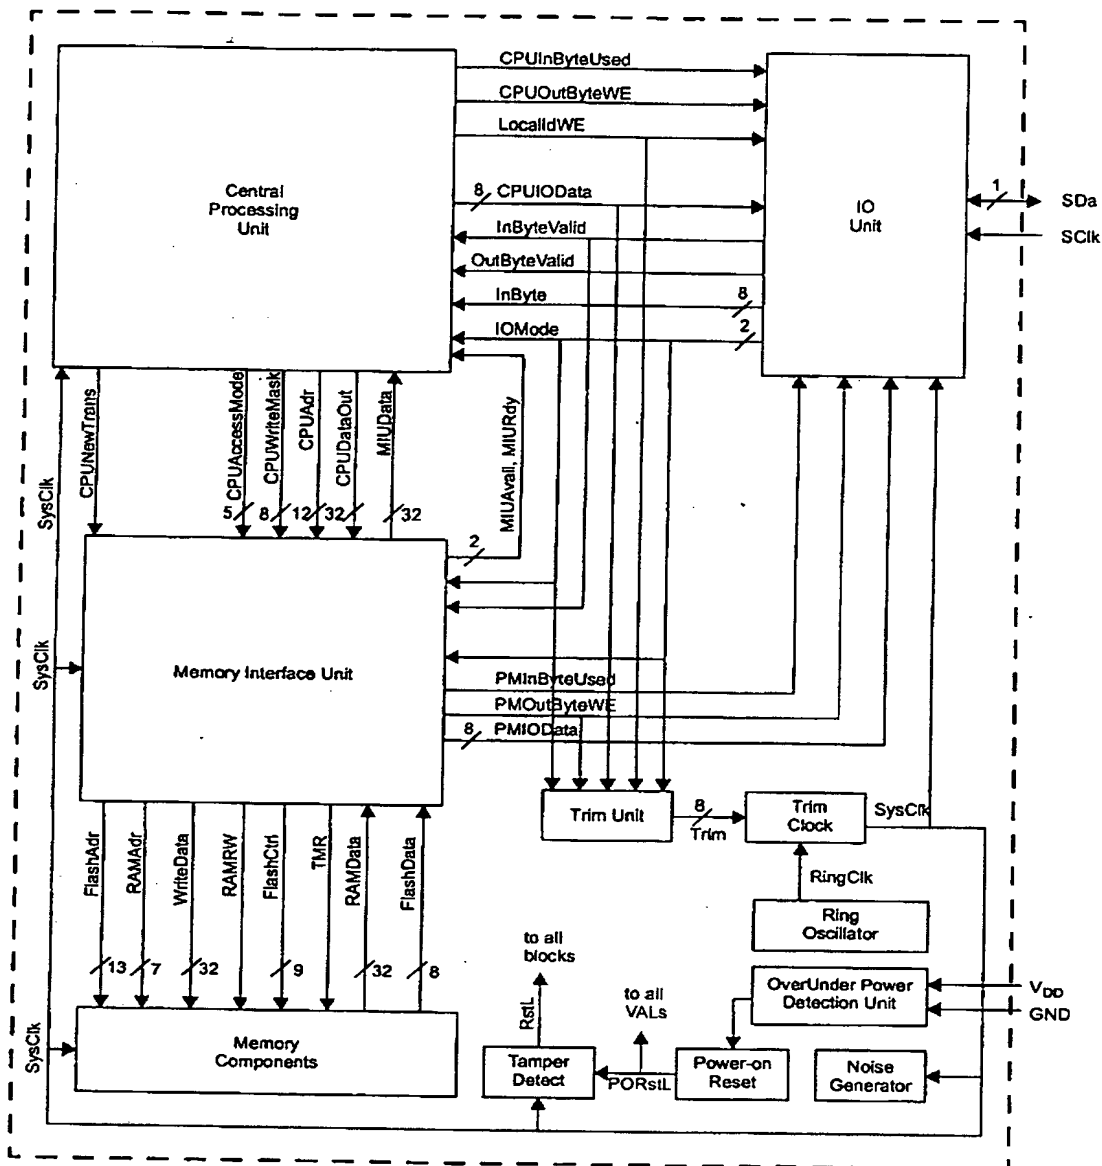 CPUInByteUsed
CPUOutByteWE
LocalIdWE
8
CPUIOData
InByteValid
OutByteValid
InByte
8
IOMode
2
Central
Processing
Unit
IO
Unit
1
SDa
SClk
SysClk
CPUNewTrans
CPUAccessMode
CPUWriteMask
CPUAdr
CPUDataOut
MIUData
5
8
12
32
32
MIUAvail, MIURdy
2
SysClk
Memory Interface Unit
PMInByteUsed
PMOutByteWE
8
PMIOData
Trim Unit
8
Trim
Trim
Clock
SysClk
RingClk
Ring
Oscillator
FlashAdr
RAMAdr
WriteData
RAMRW
FlashCtrl
TMR
RAMData
FlashData
13
7
32
9
32
8
to all
blocks
RstL
to all
VALs
OverUnder Power
Detection Unit
VDD
GND
SysClk
Memory
Components
Tamper
Detect
PORstL
Power-on
Reset
Noise
Generator